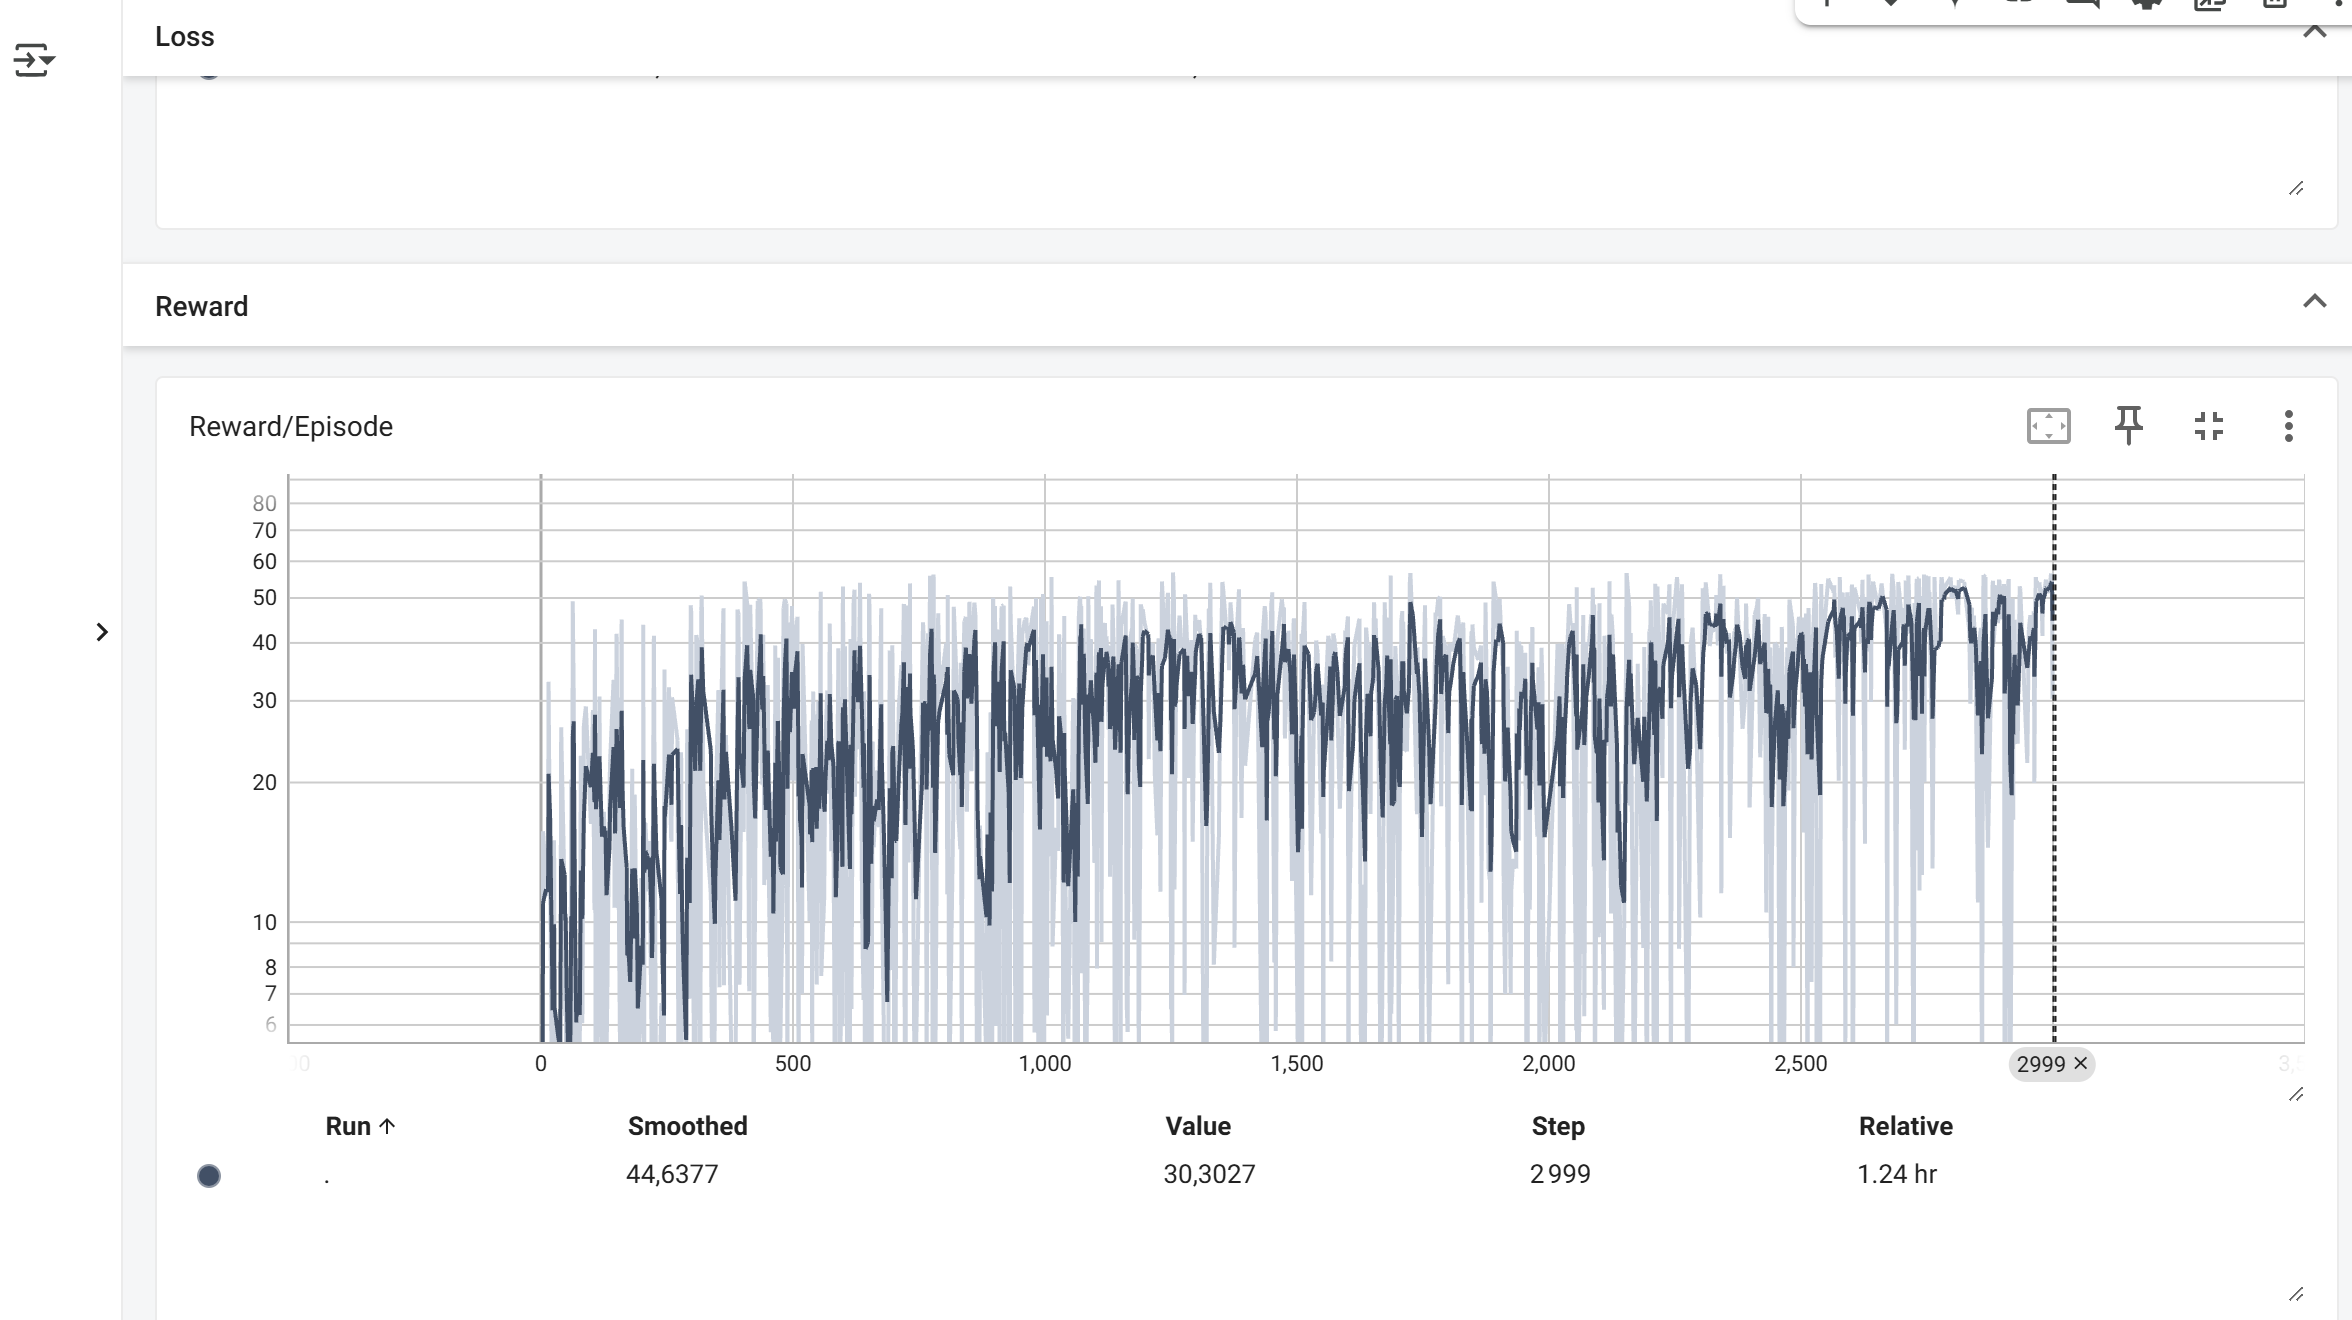 Loss
Reward
Reward/Episode
80
70
60
50
40
30
20
10
8
7
6
0 500 1,000 1,500 2,000 2,500 2999
Run Smoothed Value Step Relative
. 44,6377 30,3027 2 999 1.24 hr